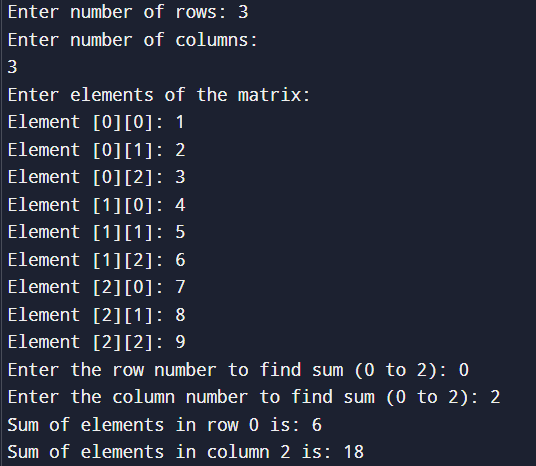 Enter number of rows: 3
Enter number of columns:
3
Enter elements of the matrix:
Element [0][0]: 1
Element [0][1]: 2
Element [0][2]: 3
Element [1][0]: 4
Element [1][1]: 5
Element [1][2]: 6
Element [2][0]: 7
Element [2][1]: 8
Element [2][2]: 9
Enter the row number to find sum (0 to 2): 0
Enter the column number to find sum (0 to 2): 2
Sum of elements in row 0 is: 6
Sum of elements in column 2 is: 18